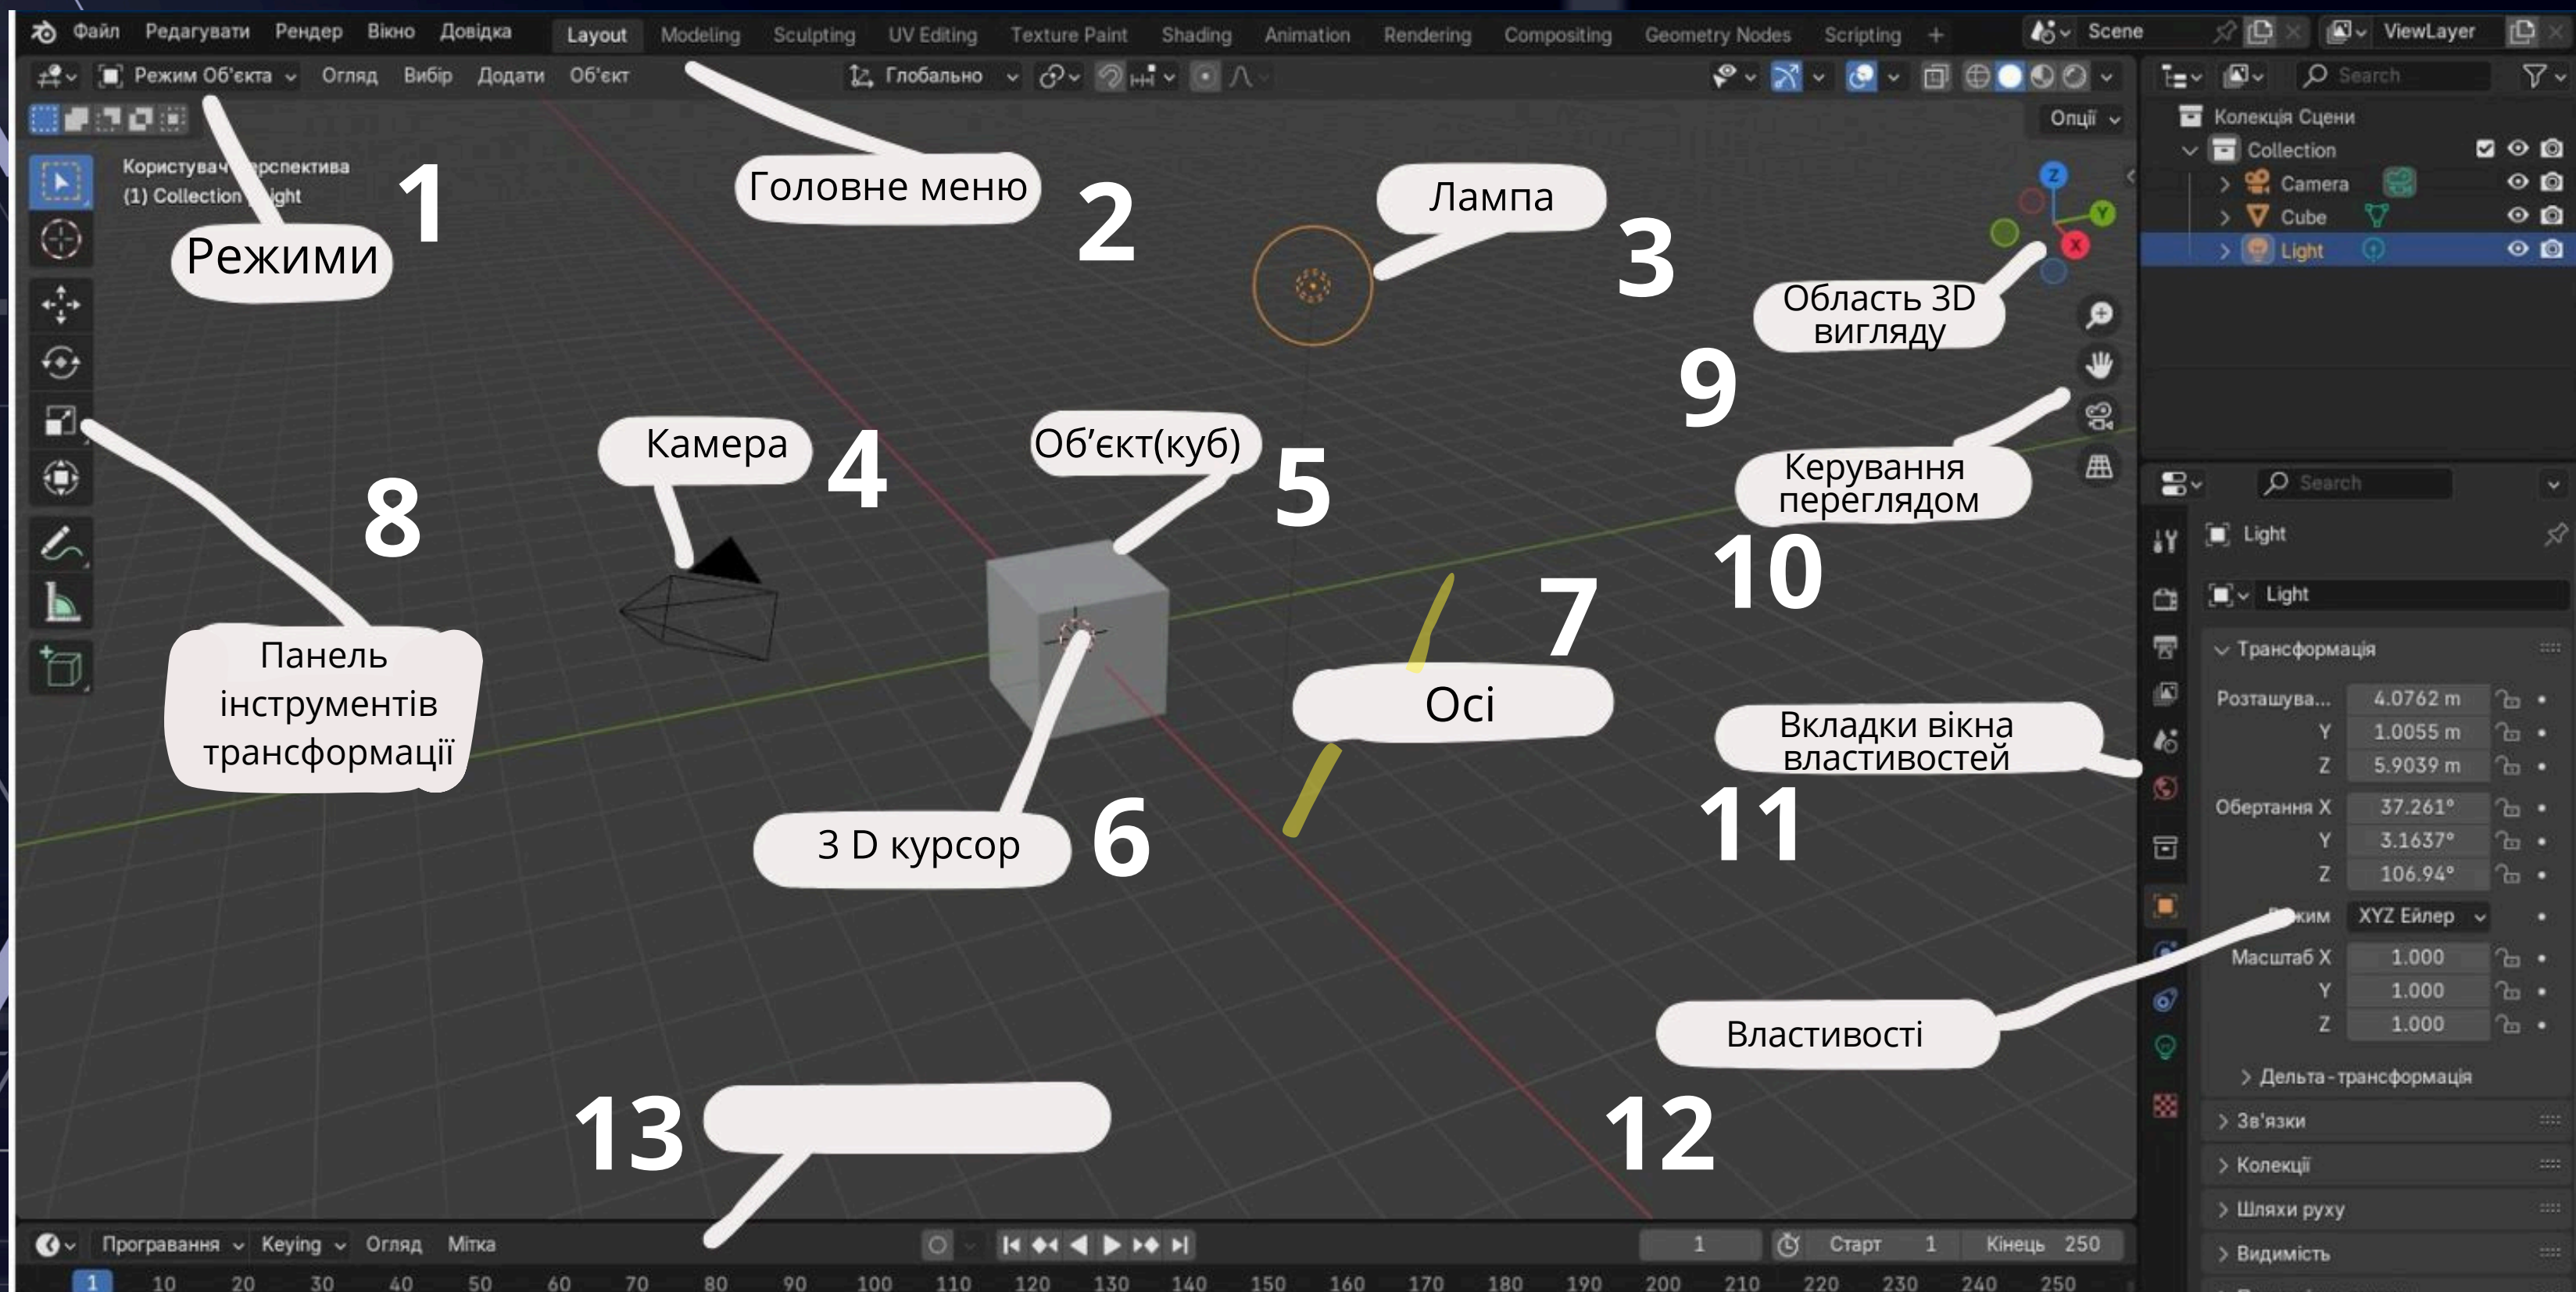 Файл Редагувати Рендер Вікно Довідка Layout Modeling Sculpting UV Editing Texture Paint Shading Animation Rendering Compositing Geometry Nodes Scripting + Scene ViewLayer
Режим Об'єкта Огляд Вибір Додати Об'єкт Глобально Search
Опції
Колекція Сцени
Collection
Camera
Cube
Light
Користувач
(1) Collection
Режими
1
Головне меню
2
Лампа
3
Z
Y
X
Область 3D
вигляду
9
Камера
4
Об'єкт(куб)
5
Керування
переглядом
10
8
Панель
інструментів
трансформації
7
Осі
3 D курсор
6
Вкладки вікна
властивостей
11
Властивості
12
13
Search
Light
Light
Трансформація
Розташува... 4.0762 m
Y 1.0055 m
Z 5.9039 m
Обертання X 37.261°
Y 3.1637°
Z 106.94°
XYZ Ейлер
Масштаб X 1.000
Y 1.000
Z 1.000
Дельта-трансформація
Зв'язки
Колекції
Шляхи руху
Видимість
Програвання Keying Огляд Мітка 1 Старт 1 Кінець 250
1 10 20 30 40 50 60 70 80 90 100 110 120 130 140 150 160 170 180 190 200 210 220 230 240 250